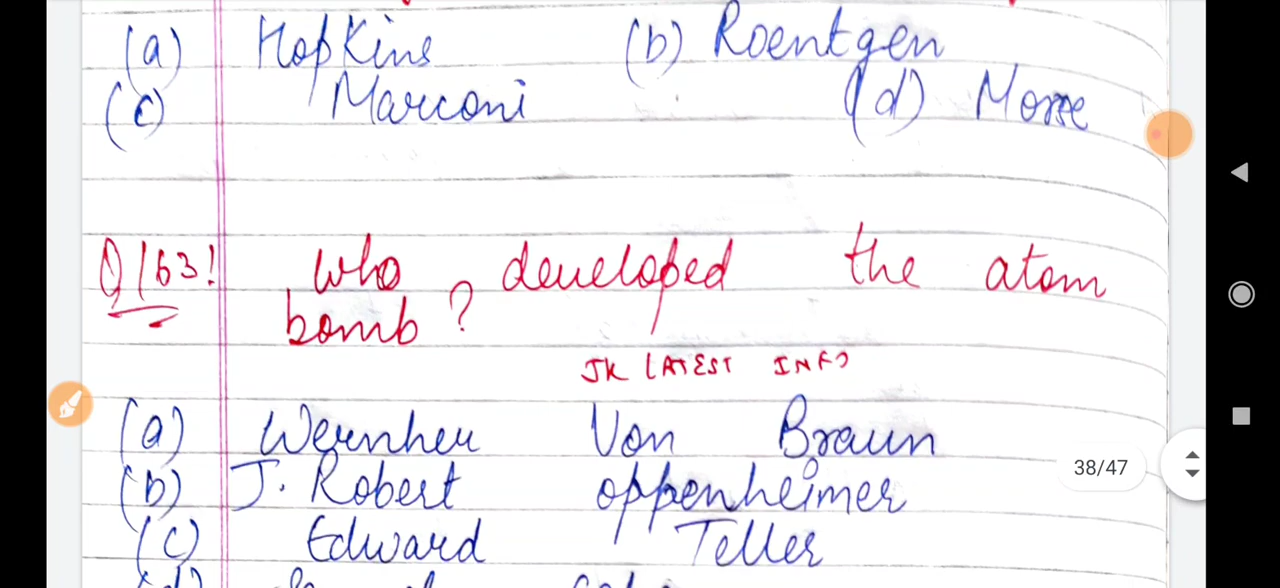 (a) Hopkins (b) Roentgen
(c) Marconi (d) Morse
Q163! Who developed the atom
bomb?
JK LATEST INFO
(a) Wernher Von Braun
38/47
(b) J. Robert oppenheimer
(c) Edward Teller
(d)